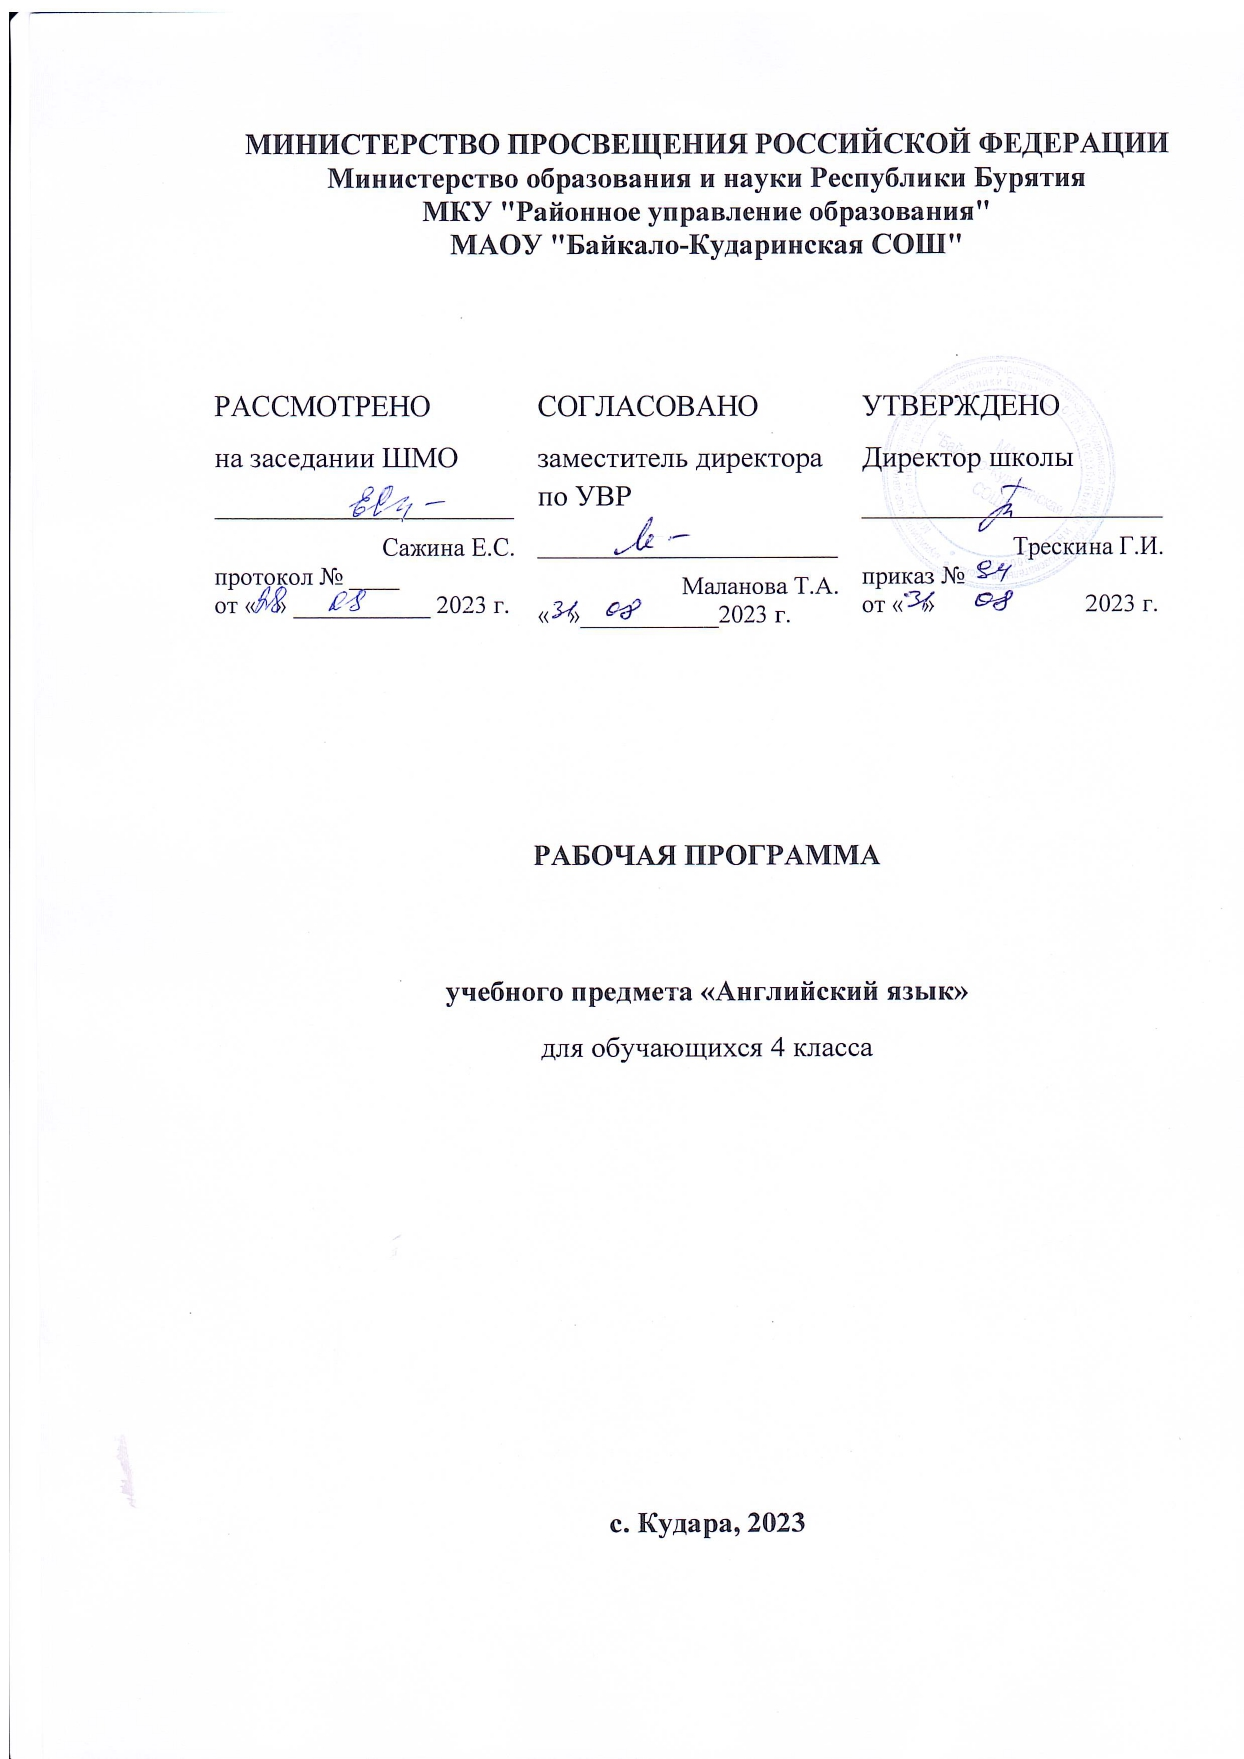 МИНИСТЕРСТВО ПРОСВЕЩЕНИЯ РОССИЙСКОЙ ФЕДЕРАЦИИ
Министерство образования и науки Республики Бурятия
МКУ "Районное управление образования"
МАОУ "Байкало-Кударинская СОШ"
РАССМОТРЕНО
на заседании ШМО
Сажина Е.С.
протокол № ____
от «28» 08 2023 г.
СОГЛАСОВАНО
заместитель директора
по УВР
Маланова Т.А.
«31» 08 2023 г.
УТВЕРЖДЕНО
Директор школы
Трескина Г.И.
приказ № 84
от «31» 08 2023 г.
РАБОЧАЯ ПРОГРАММА
учебного предмета «Английский язык»
для обучающихся 4 класса
с. Кудара, 2023